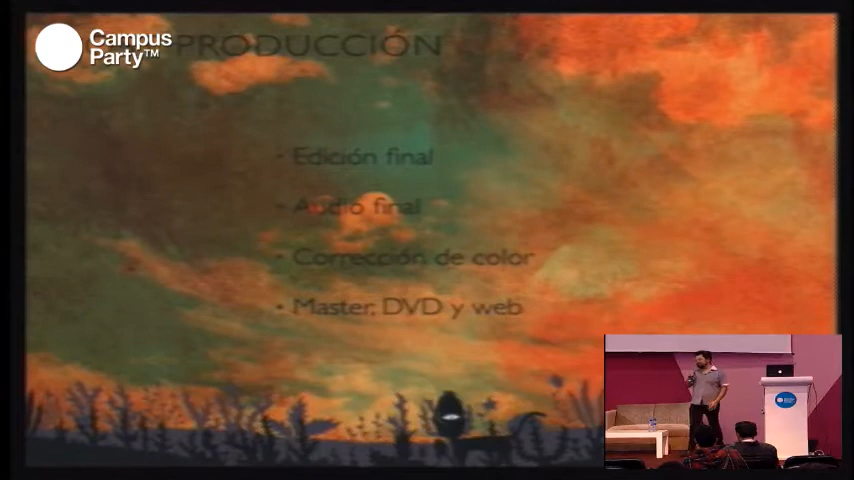 Campus
Party™
PRODUCCIÓN
• Edición final
• Audio final
• Corrección de color
• Master, DVD y web